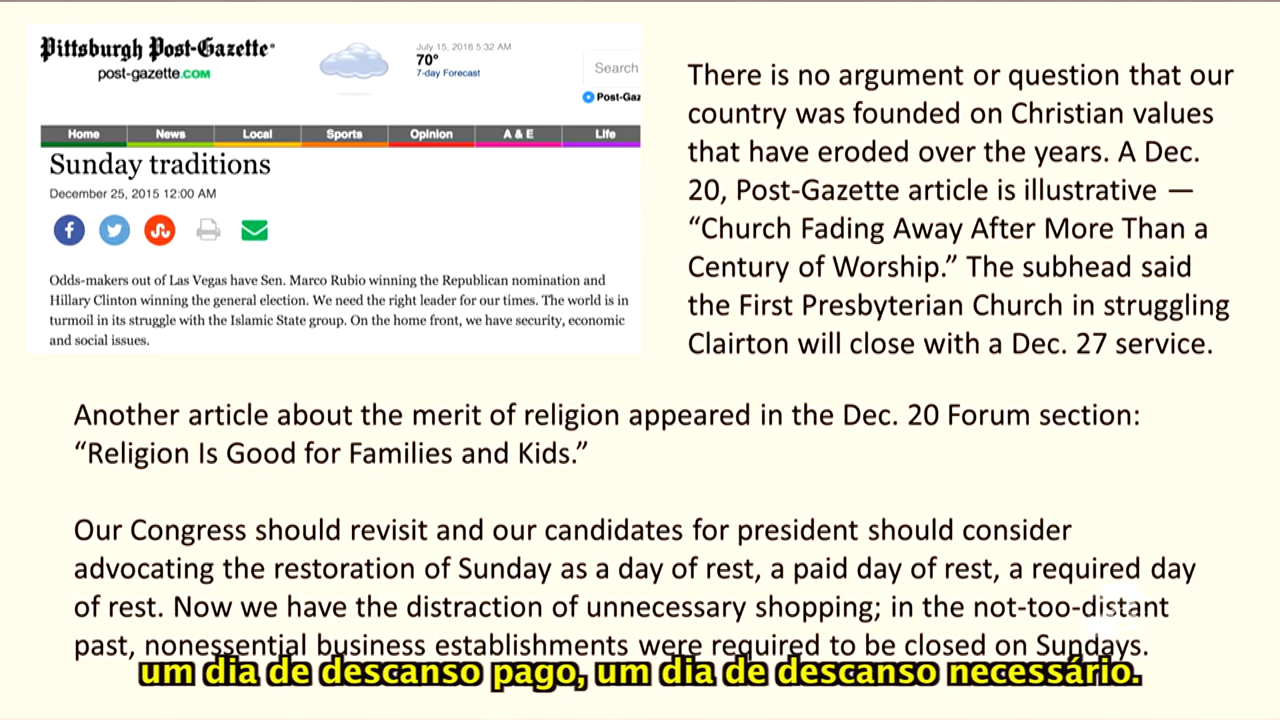 Pittsburgh Post-Gazette
post-gazette.COM
July 15, 2016 5:32 AM
70°
7-day Forecast
Search
Post-Gaz
Home News Local Sports Opinion A & E Life
Sunday traditions
December 25, 2015 12:00 AM
Odds-makers out of Las Vegas have Sen. Marco Rubio winning the Republican nomination and
Hillary Clinton winning the general election. We need the right leader for our times. The world is in
turmoil in its struggle with the Islamic State group. On the home front, we have security, economic
and social issues.
There is no argument or question that our
country was founded on Christian values
that have eroded over the years. A Dec.
20, Post-Gazette article is illustrative —
“Church Fading Away After More Than a
Century of Worship.” The subhead said
the First Presbyterian Church in struggling
Clairton will close with a Dec. 27 service.
Another article about the merit of religion appeared in the Dec. 20 Forum section:
“Religion Is Good for Families and Kids.”
Our Congress should revisit and our candidates for president should consider
advocating the restoration of Sunday as a day of rest, a paid day of rest, a required day
of rest. Now we have the distraction of unnecessary shopping; in the not-too-distant
past, nonessential business establishments were required to be closed on Sundays.
um dia de descanso pago, um dia de descanso necessário.